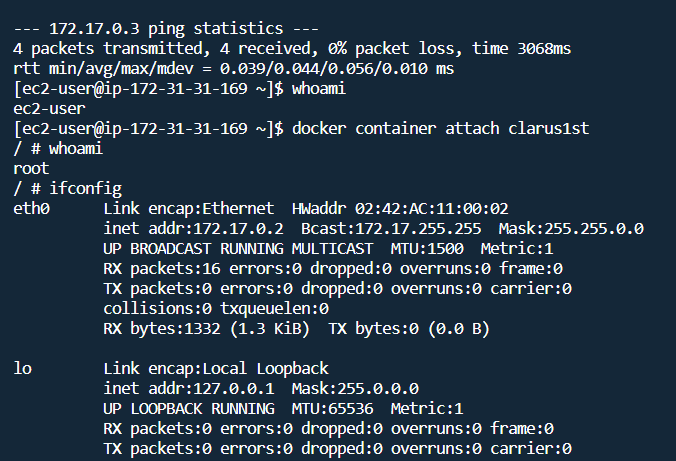 --- 172.17.0.3 ping statistics ---
4 packets transmitted, 4 received, 0% packet loss, time 3068ms
rtt min/avg/max/mdev = 0.039/0.044/0.056/0.010 ms
[ec2-user@ip-172-31-31-169 ~]$ whoami
ec2-user
[ec2-user@ip-172-31-31-169 ~]$ docker container attach clarus1st
/ # whoami
root
/ # ifconfig
eth0      Link encap:Ethernet  HWaddr 02:42:AC:11:00:02
          inet addr:172.17.0.2  Bcast:172.17.255.255  Mask:255.255.0.0
          UP BROADCAST RUNNING MULTICAST  MTU:1500  Metric:1
          RX packets:16 errors:0 dropped:0 overruns:0 frame:0
          TX packets:0 errors:0 dropped:0 overruns:0 carrier:0
          collisions:0 txqueuelen:0
          RX bytes:1332 (1.3 KiB)  TX bytes:0 (0.0 B)

lo        Link encap:Local Loopback
          inet addr:127.0.0.1  Mask:255.0.0.0
          UP LOOPBACK RUNNING  MTU:65536  Metric:1
          RX packets:0 errors:0 dropped:0 overruns:0 frame:0
          TX packets:0 errors:0 dropped:0 overruns:0 carrier:0